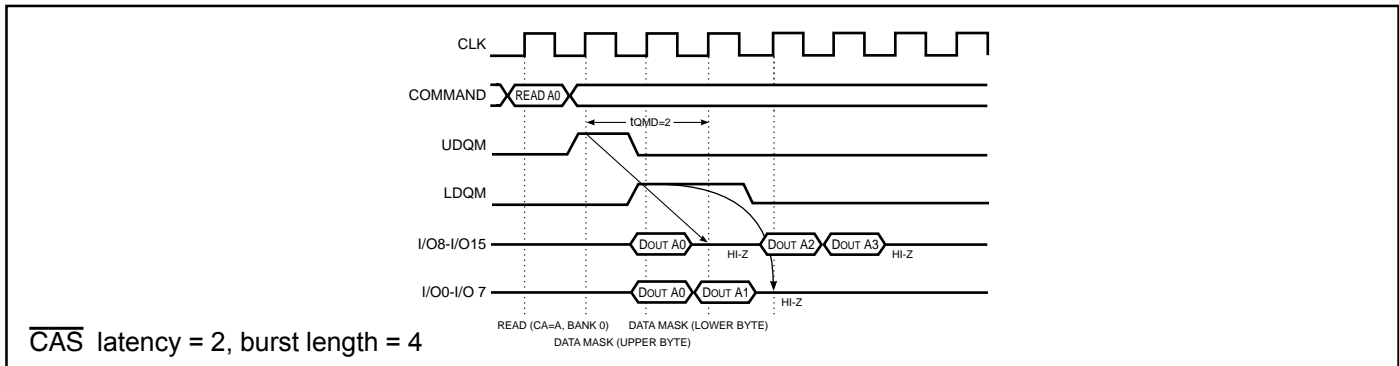 CLK
COMMAND READ A0
tQMD=2
UDQM
LDQM
I/O8-I/O15 DOUT A0 HI-Z DOUT A2 DOUT A3 HI-Z
I/O0-I/O 7 DOUT A0 DOUT A1 HI-Z
READ (CA=A, BANK 0) DATA MASK (LOWER BYTE)
DATA MASK (UPPER BYTE)
CAS latency = 2, burst length = 4